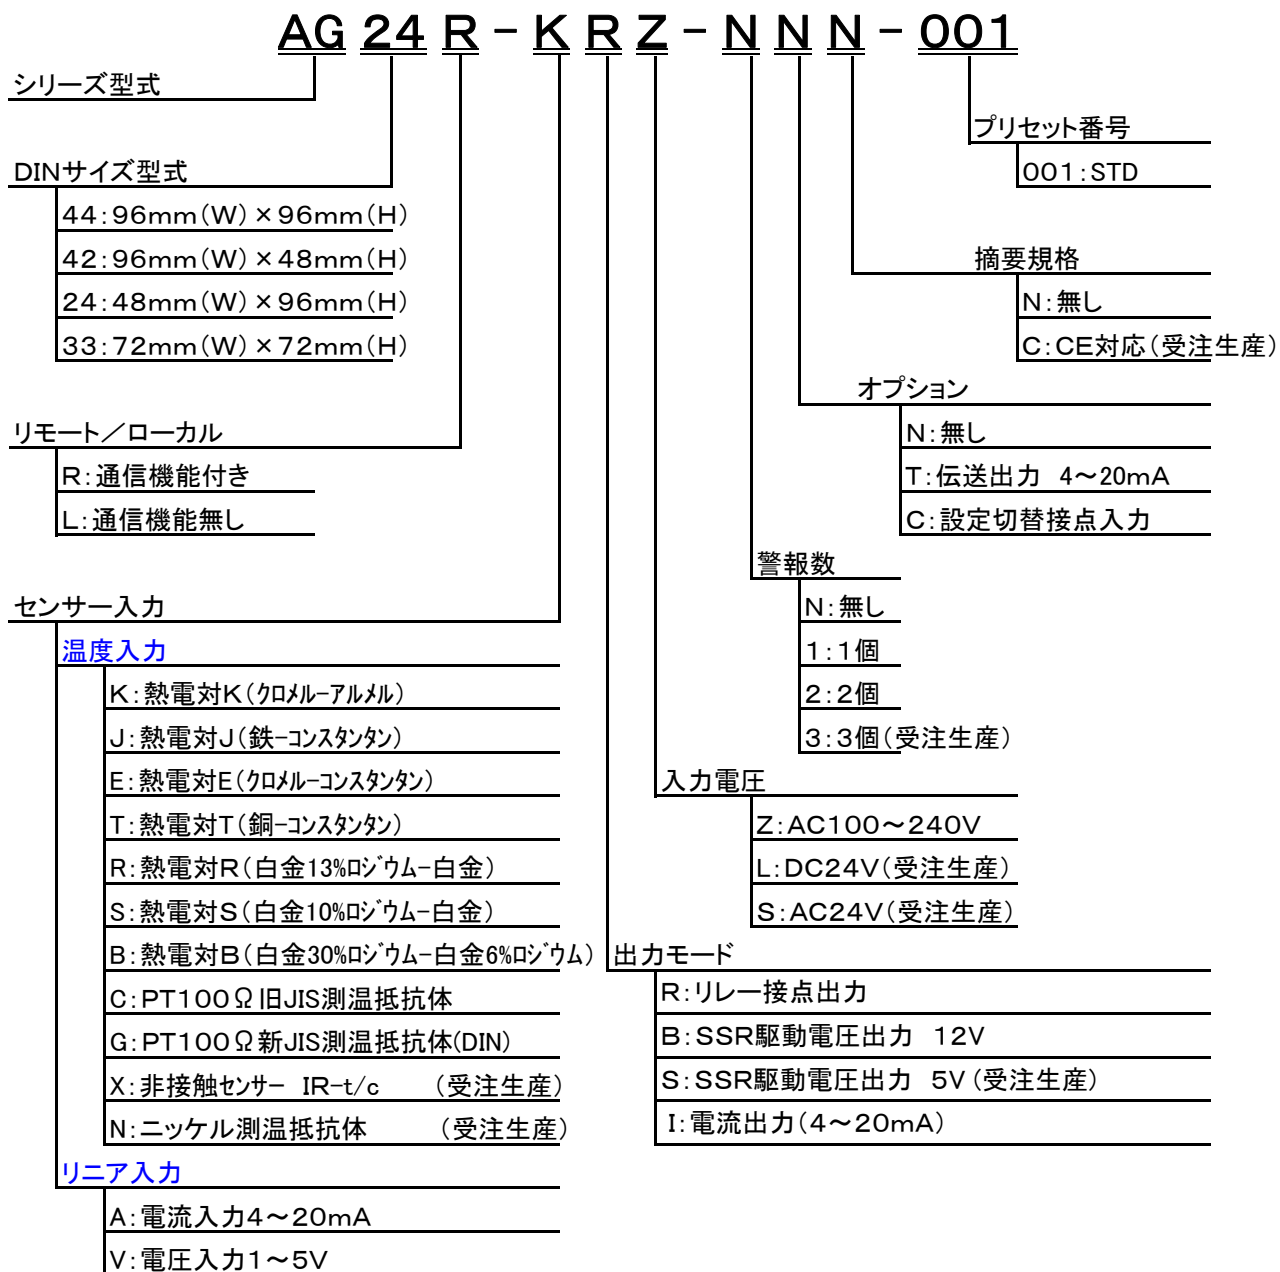 AG24R-KRZ-NNN-001
シリーズ型式
プリセット番号
001:STD
DINサイズ型式
44:96mm(W)×96mm(H)
42:96mm(W)×48mm(H)
24:48mm(W)×96mm(H)
33:72mm(W)×72mm(H)
摘要規格
N:無し
C:CE対応(受注生産)
オプション
N:無し
T:伝送出力 4~20mA
C:設定切替接点入力
リモート/ローカル
R:通信機能付き
L:通信機能無し
警報数
N:無し
1:1個
2:2個
3:3個(受注生産)
センサー入力
温度入力
K:熱電対K(クロメルーアルメル)
J:熱電対J(鉄-コンスタンタン)
E:熱電対E(クロメルーコンスタンタン)
T:熱電対T(銅-コンスタンタン)
R:熱電対R(白金13%ロジウム-白金)
S:熱電対S(白金10%ロジウム-白金)
B:熱電対B(白金30%ロジウム-白金6%ロジウム)
C:PT100Ω旧JIS測温抵抗体
G:PT100Ω新JIS測温抵抗体(DIN)
X:非接触センサー IR-t/c (受注生産)
N:ニッケル測温抵抗体 (受注生産)
リニア入力
A:電流入力4~20mA
V:電圧入力1~5V
入力電圧
Z:AC100~240V
L:DC24V(受注生産)
S:AC24V(受注生産)
出力モード
R:リレー接点出力
B:SSR駆動電圧出力 12V
S:SSR駆動電圧出力 5V(受注生産)
I:電流出力(4~20mA)